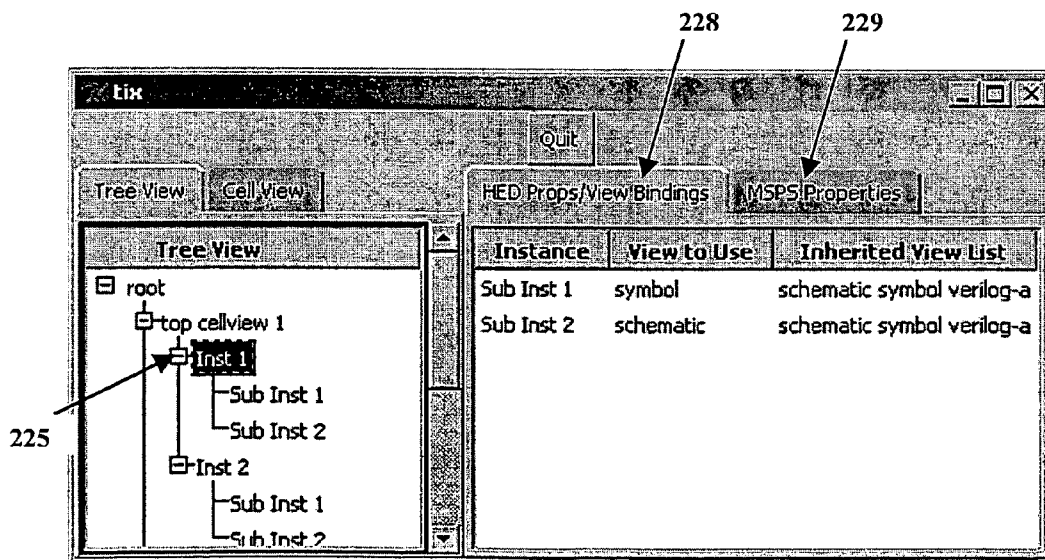 228 229
tix
Quit
Tree View Cell View
HED Props/View Bindings MSPS Properties
Tree View
Instance View to Use Inherited View List
root
Sub Inst 1 symbol schematic symbol verilog-a
top cellview 1
Sub Inst 2 schematic schematic symbol verilog-a
Inst 1
Sub Inst 1
225
Sub Inst 2
Inst 2
Sub Inst 1
Sub Inst 2